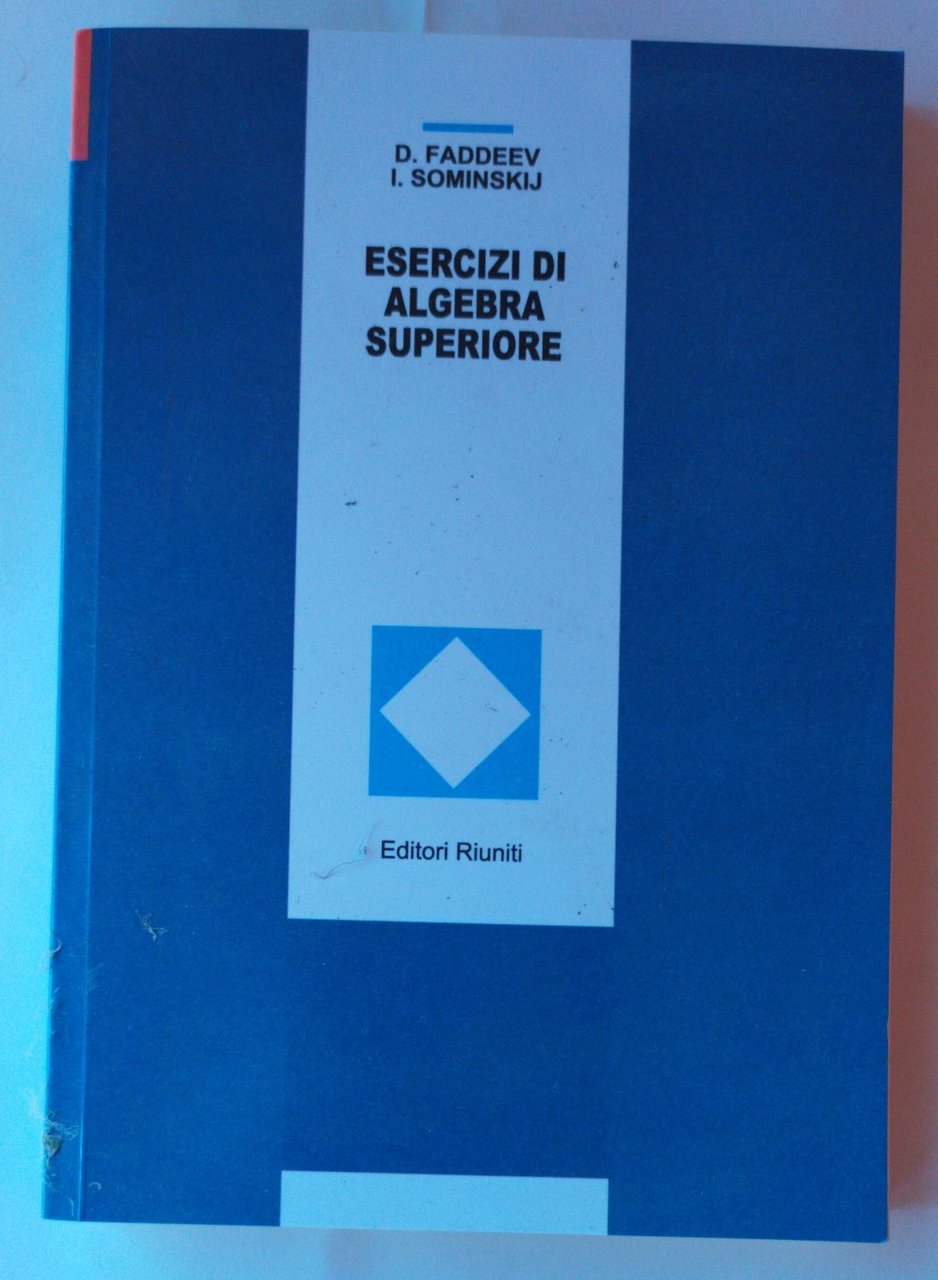 D. FADDEEV
I. SOMINSKIJ
ESERCIZI DI
ALGEBRA
SUPERIORE
Editori Riuniti